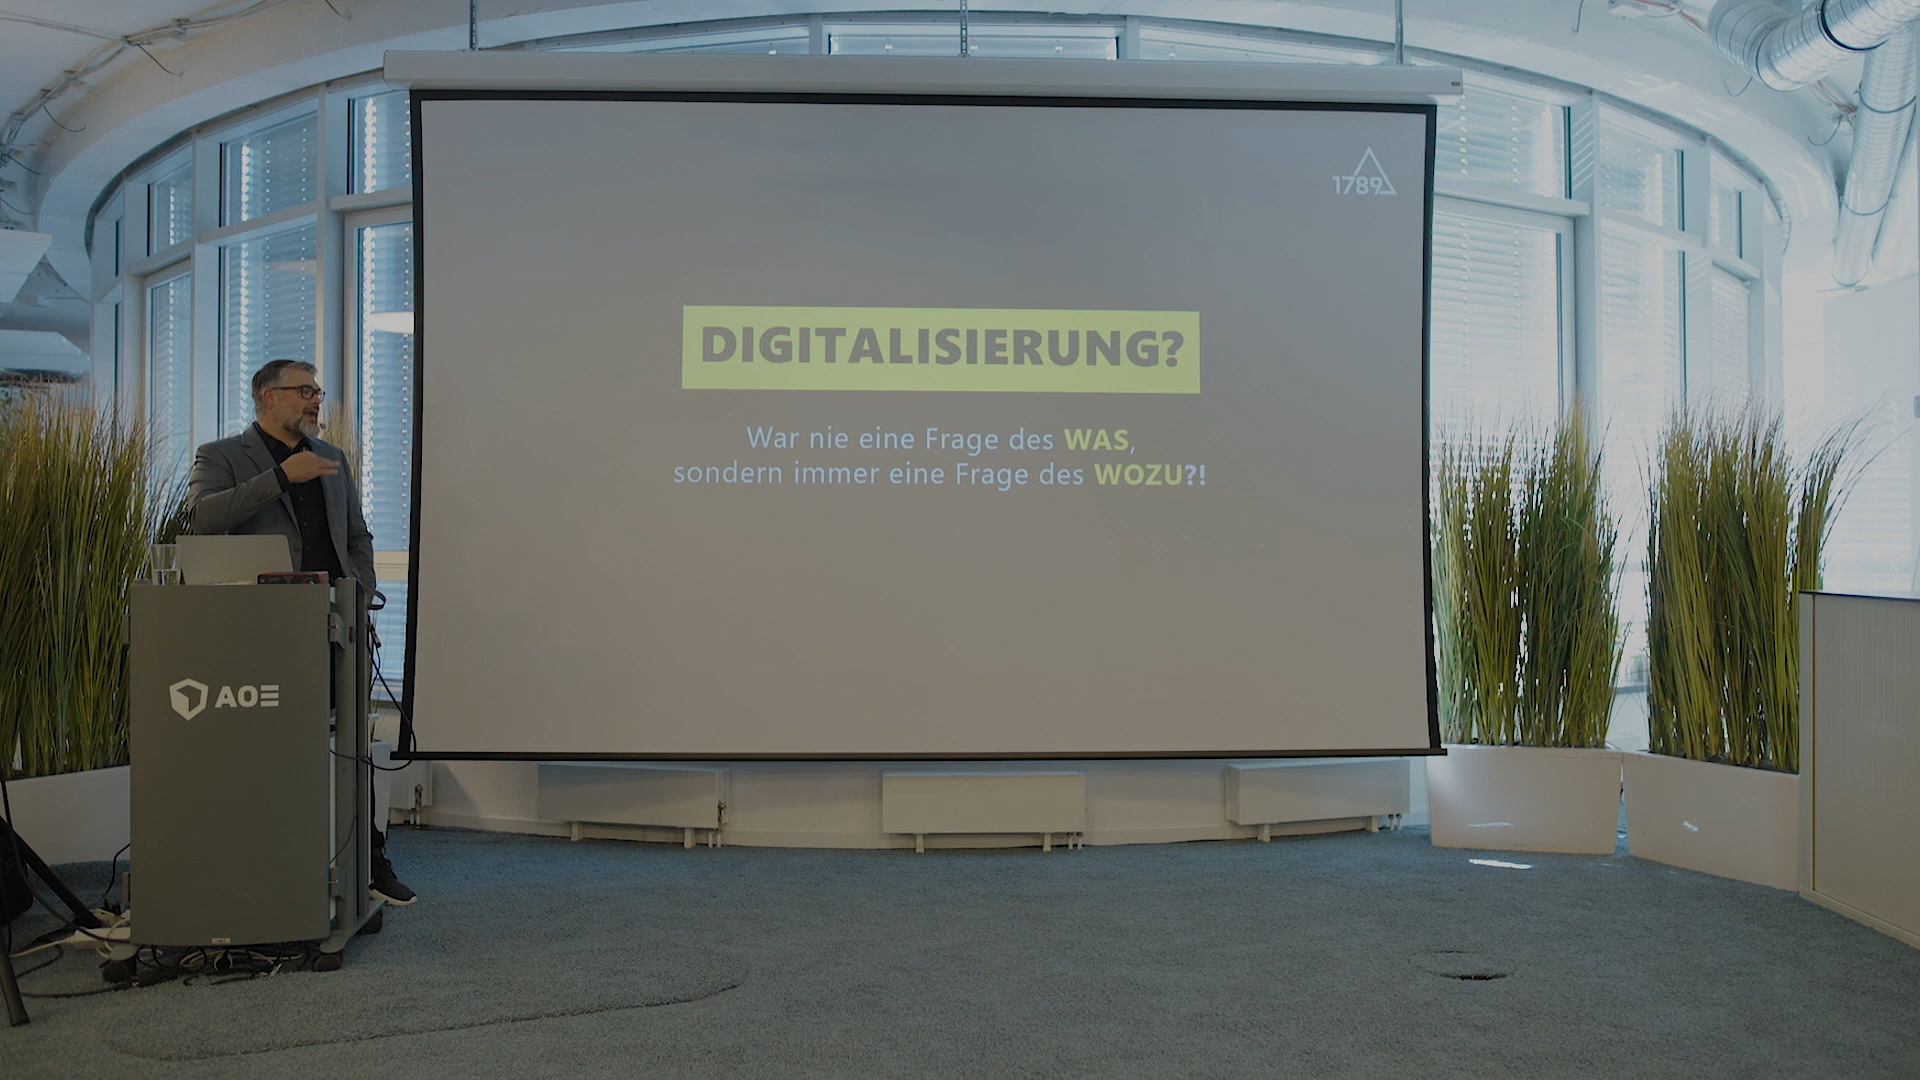 1789
DIGITALISIERUNG?
War nie eine Frage des WAS,
sondern immer eine Frage des WOZU?!
AOE